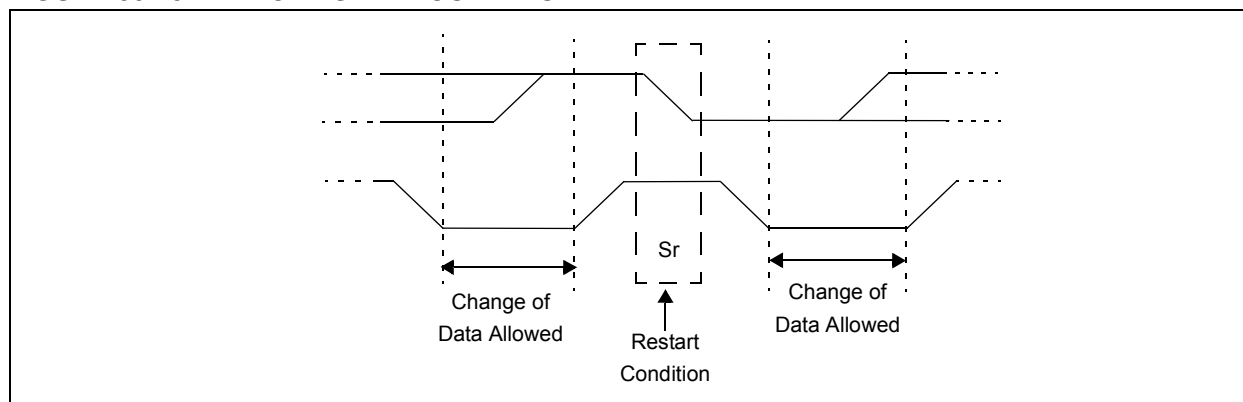 Sr
Change of
Data Allowed
Restart
Condition
Change of
Data Allowed